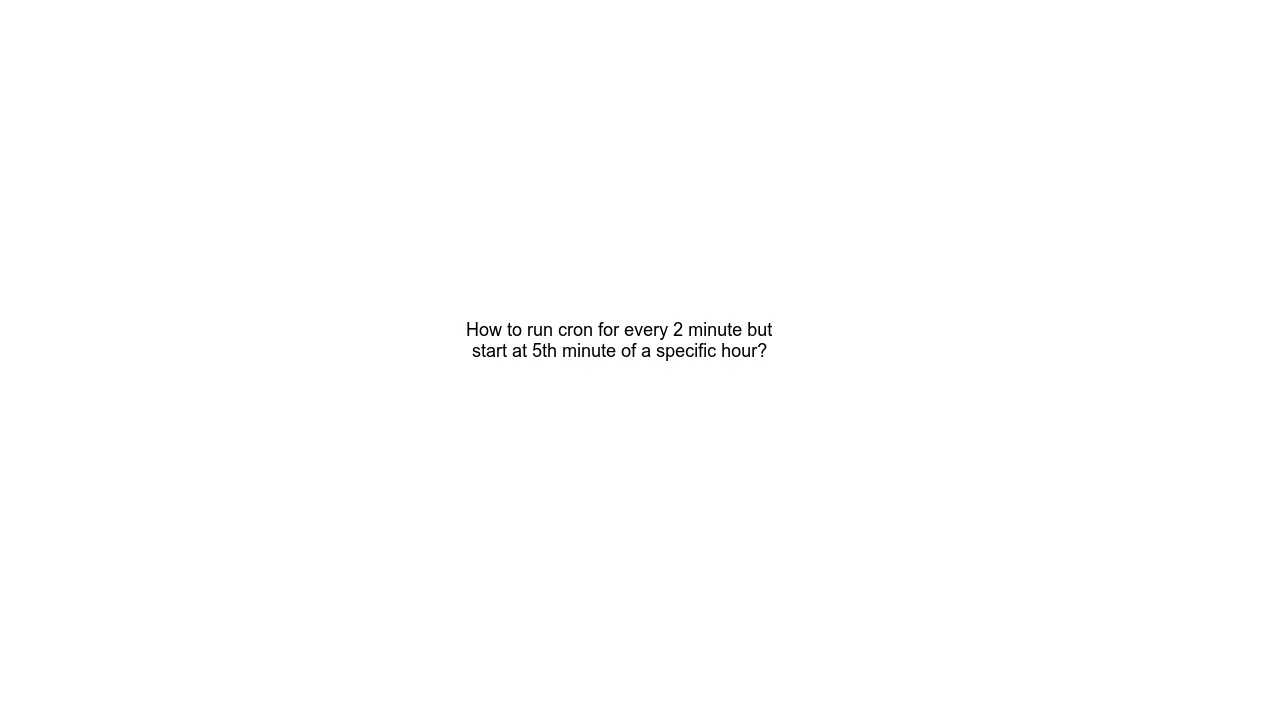 How to run cron for every 2 minute but
start at 5th minute of a specific hour?